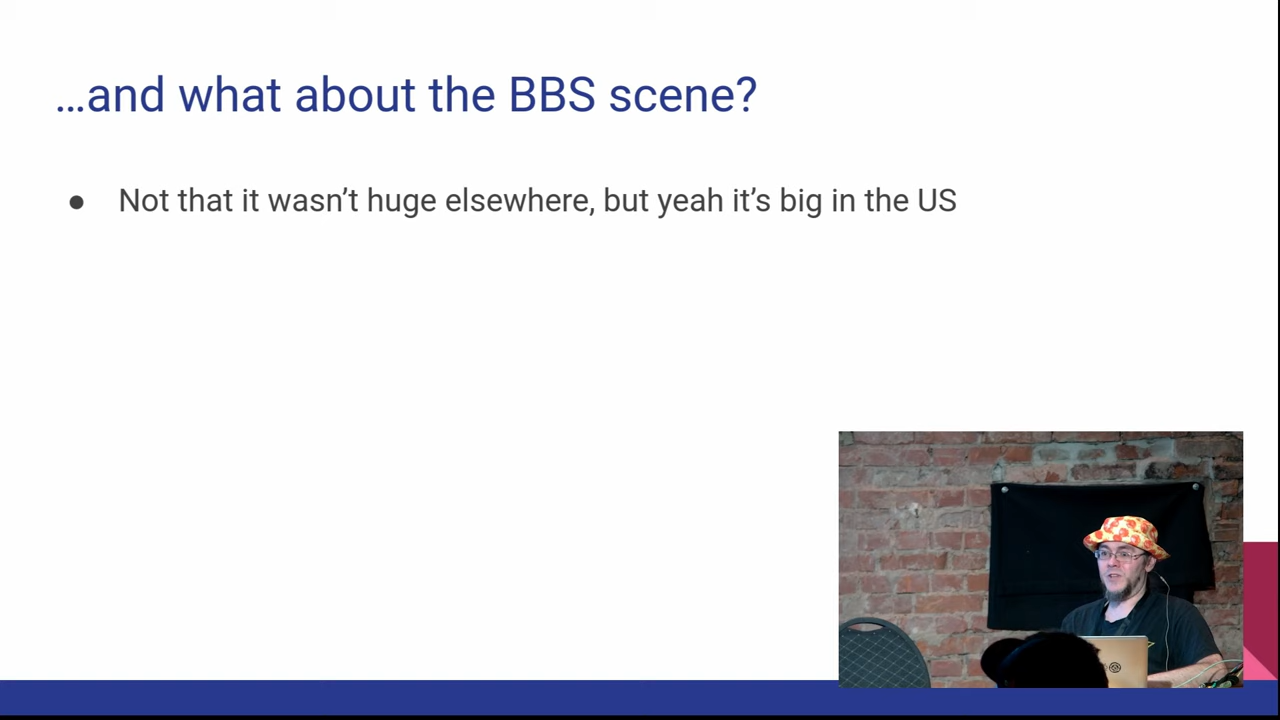 …and what about the BBS scene?
● Not that it wasn’t huge elsewhere, but yeah it’s big in the US